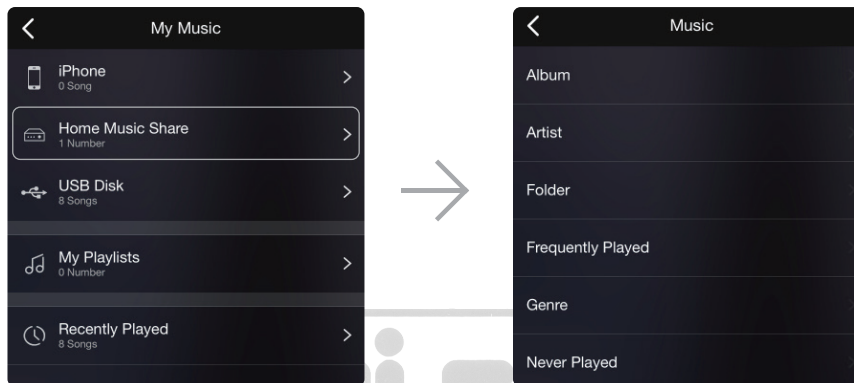 My Music
iPhone
0 Song
Home Music Share
1 Number
USB Disk
8 Songs
My Playlists
0 Number
Recently Played
8 Songs
Music
Album
Artist
Folder
Frequently Played
Genre
Never Played